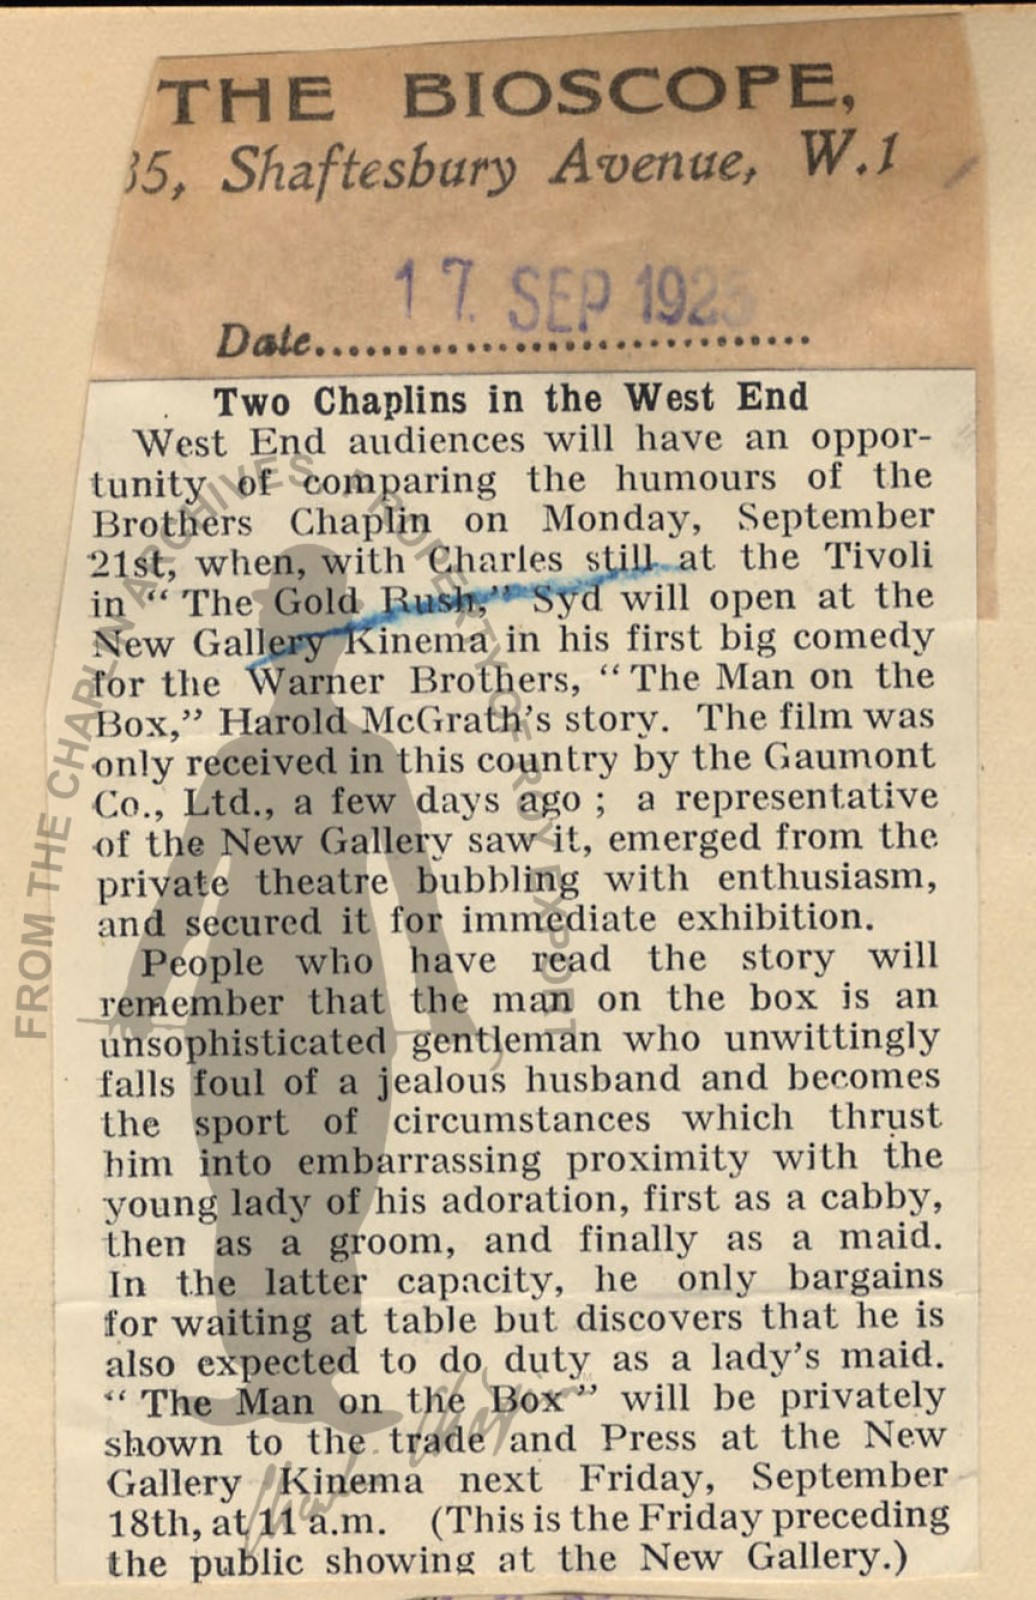 THE BIOSCOPE,
35, Shaftesbury Avenue, W.1
17 SEP 1925
Date
Two Chaplins in the West End
West End audiences will have an oppor-
tunity of comparing the humours of the
Brothers Chaplin on Monday, September
21st, when, with Charles still at the Tivoli
in “ The Gold Rush,” Syd will open at the
New Gallery Kinema in his first big comedy
for the Warner Brothers, “ The Man on the
Box,” Harold McGrath’s story. The film was
only received in this country by the Gaumont
Co., Ltd., a few days ago ; a representative
of the New Gallery saw it, emerged from the
private theatre bubbling with enthusiasm,
and secured it for immediate exhibition.
People who have read the story will
remember that the man on the box is an
unsophisticated gentleman who unwittingly
falls foul of a jealous husband and becomes
the sport of circumstances which thrust
him into embarrassing proximity with the
young lady of his adoration, first as a cabby,
then as a groom, and finally as a maid.
In the latter capacity, he only bargains
for waiting at table but discovers that he is
also expected to do duty as a lady’s maid.
“ The Man on the Box ” will be privately
shown to the trade and Press at the New
Gallery Kinema next Friday, September
18th, at 11 a.m. (This is the Friday preceding
the public showing at the New Gallery.)
FROM THE CHAPLIN ARCHIVES PROPERTY OF ROY EXPORT